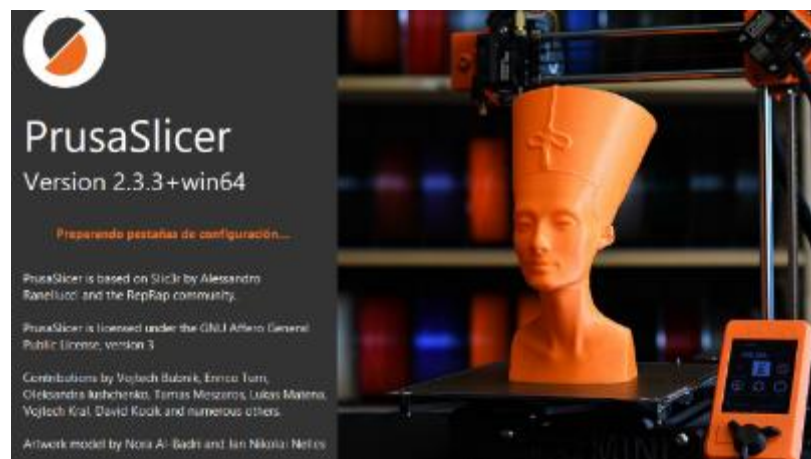 PrusaSlicer
Version 2.3.3+win64
Preparando pestañas de configuración...
PrusaSlicer is based on Slic3r by Alessandro
Ranellucci and the RepRap community.
PrusaSlicer is licensed under the GNU Affero General
Public License, version 3
Contributions by Vojtech Bubnik, Enrico Turri,
Oleksandra Iushchenko, Tamas Meszaros, Lukas Matena,
Vojtech Kral, David Kocik and numerous others.
Artwork model by Nora Al-Badri and Jan Nikolai Nelles
MINI